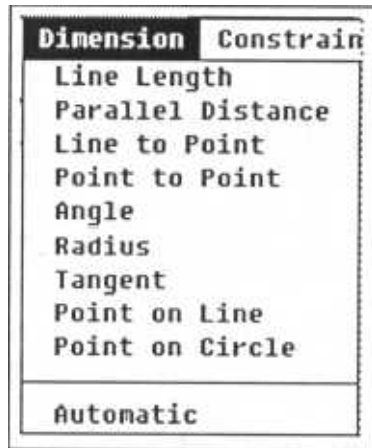 Dimension Constrain
Line Length
Parallel Distance
Line to Point
Point to Point
Angle
Radius
Tangent
Point on Line
Point on Circle
Automatic